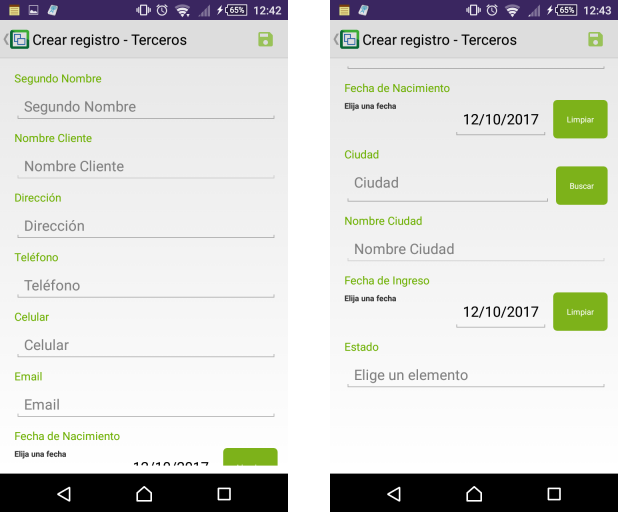 65% 12:42
Crear registro - Terceros
Segundo Nombre
Segundo Nombre
Nombre Cliente
Nombre Cliente
Dirección
Dirección
Teléfono
Teléfono
Celular
Celular
Email
Email
Fecha de Nacimiento
Elija una fecha
12/10/2017
65% 12:43
Crear registro - Terceros
Fecha de Nacimiento
Elija una fecha
12/10/2017 Limpiar
Ciudad
Ciudad Buscar
Nombre Ciudad
Nombre Ciudad
Fecha de Ingreso
Elija una fecha
12/10/2017 Limpiar
Estado
Elige un elemento